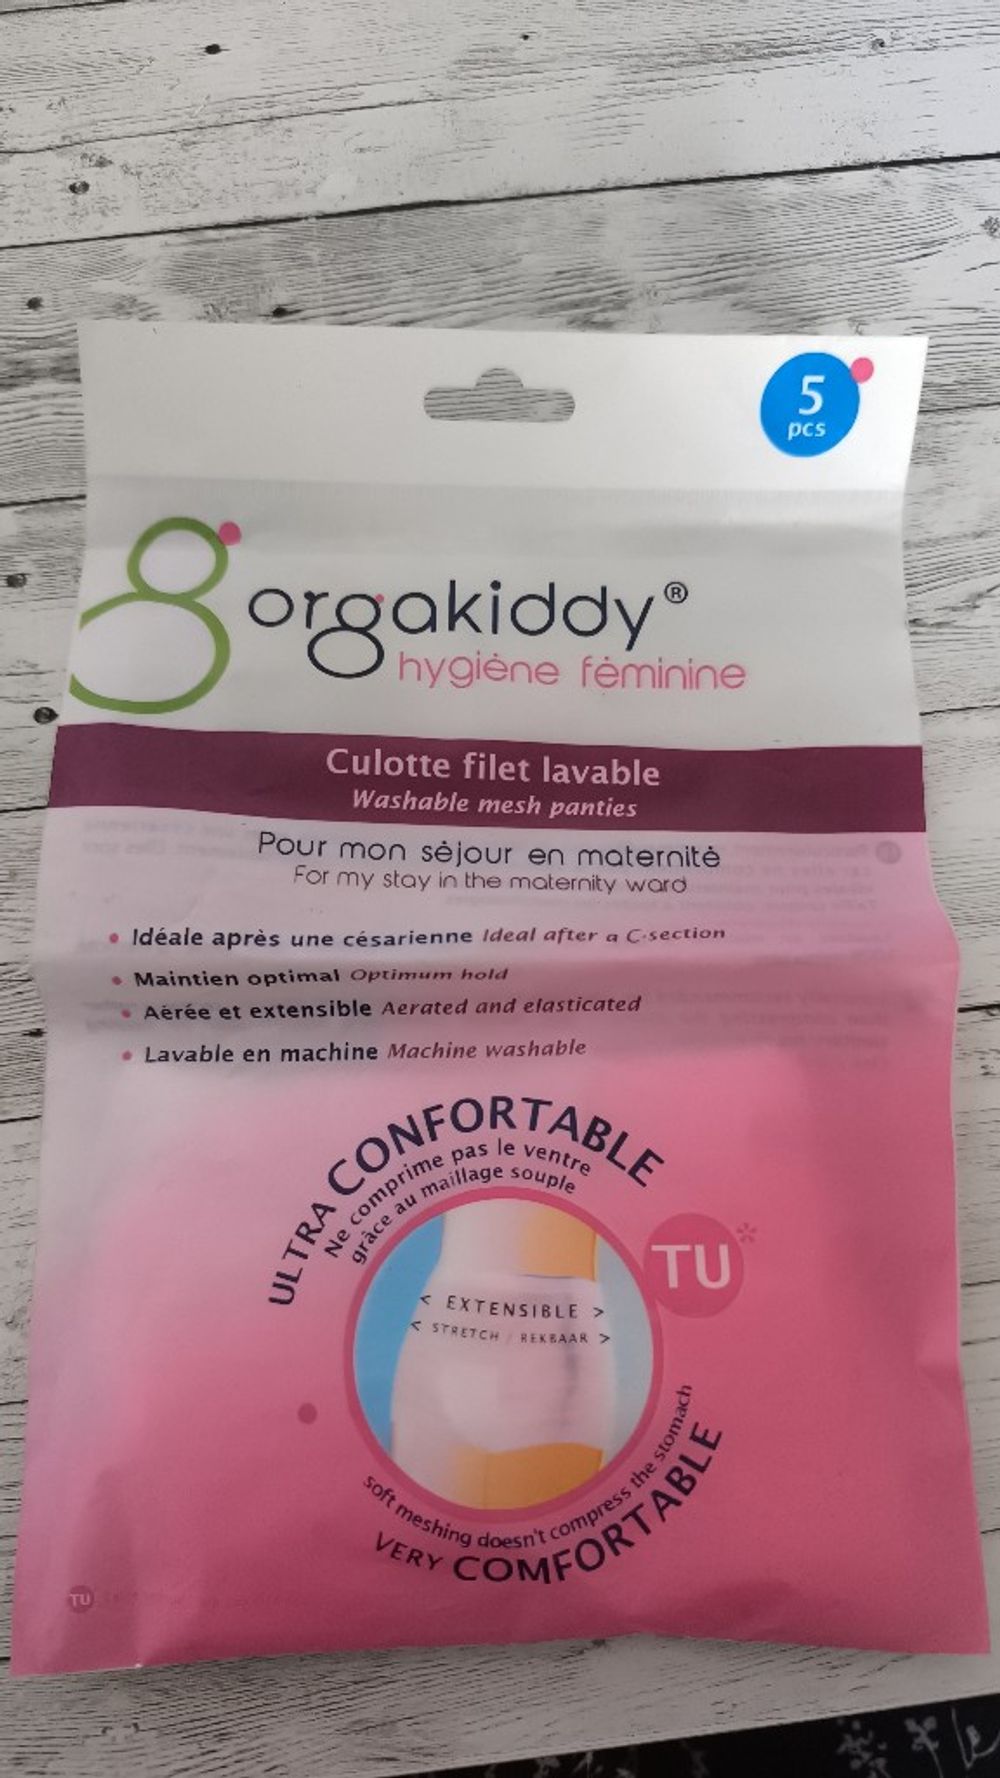 5
pcs
orgakiddy®
hygiène féminine
Culotte filet lavable
Washable mesh panties
Pour mon séjour en maternité
For my stay in the maternity ward
• Idéale après une césarienne Ideal after a C-section
• Maintien optimal Optimum hold
• Aérée et extensible Aerated and elasticated
• Lavable en machine Machine washable
ULTRA CONFORTABLE
Ne comprime pas le ventre
grâce au maillage souple
TU*
< EXTENSIBLE >
< STRETCH / REKBAAR >
soft meshing doesn't compress the stomach
VERY COMFORTABLE
TU